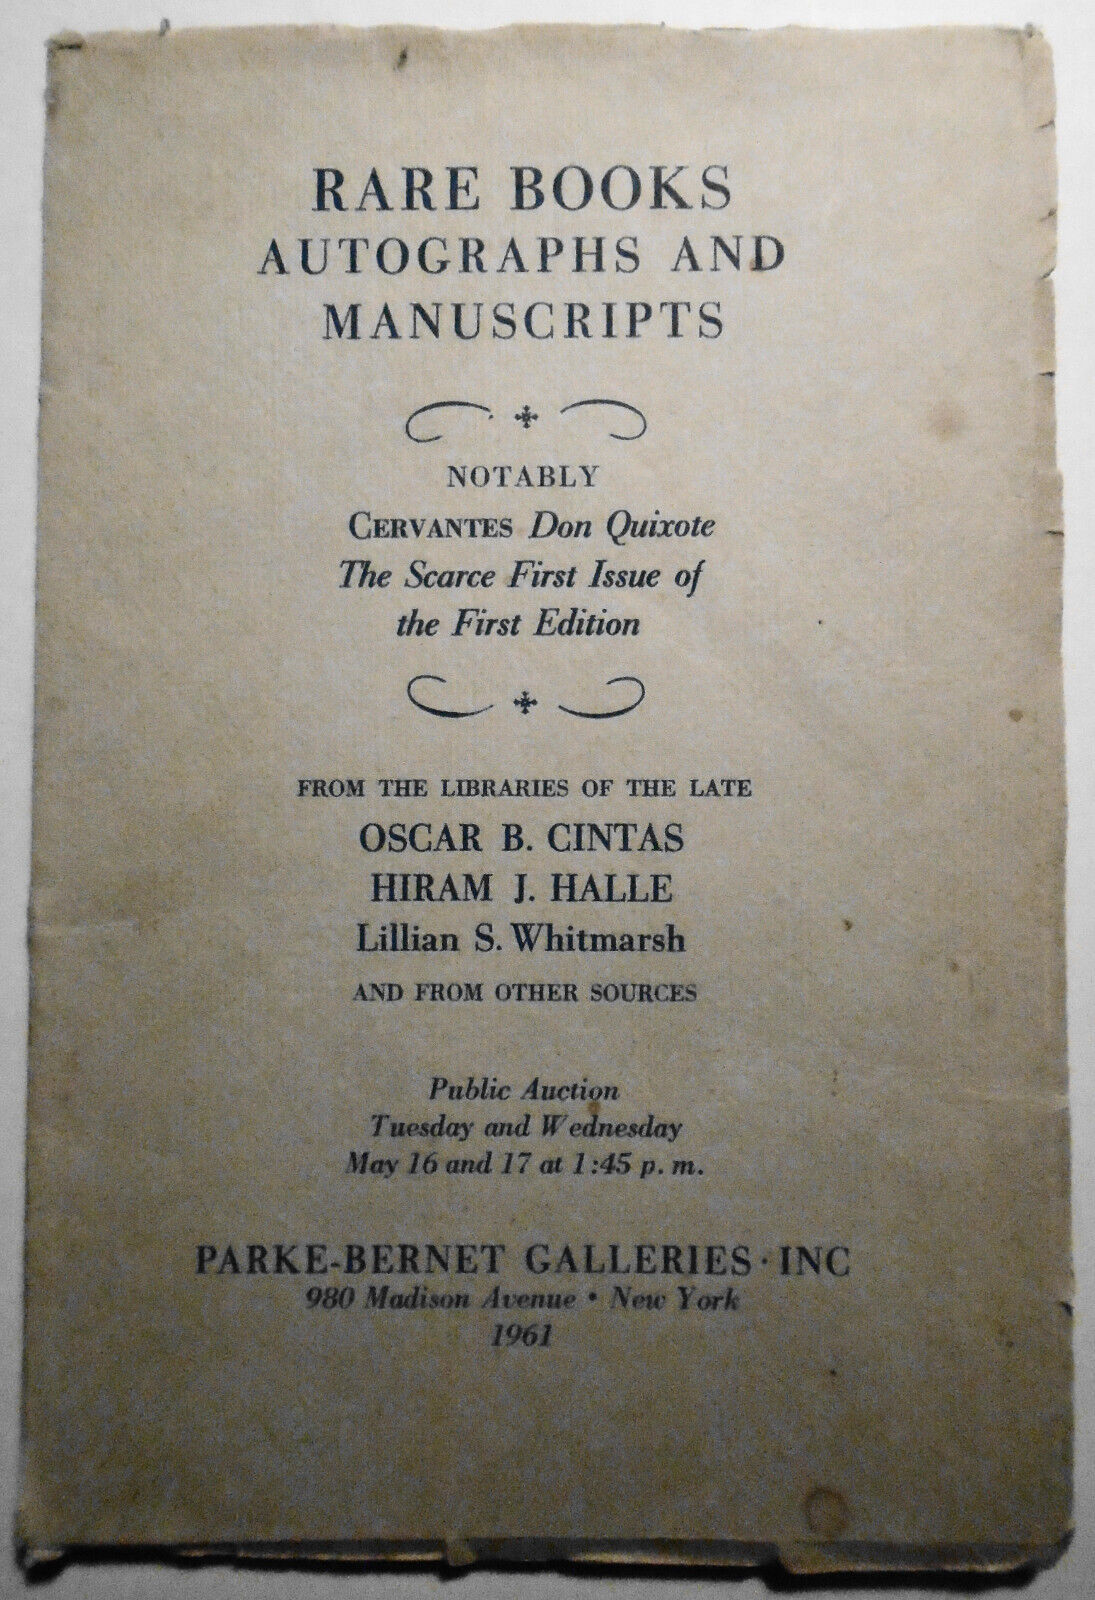 RARE BOOKS
AUTOGRAPHS AND
MANUSCRIPTS
NOTABLY
CERVANTES Don Quixote
The Scarce First Issue of
the First Edition
FROM THE LIBRARIES OF THE LATE
OSCAR B. CINTAS
HIRAM J. HALLE
Lillian S. Whitmarsh
AND FROM OTHER SOURCES
Public Auction
Tuesday and Wednesday
May 16 and 17 at 1:45 p. m.
PARKE-BERNET GALLERIES · INC
980 Madison Avenue • New York
1961